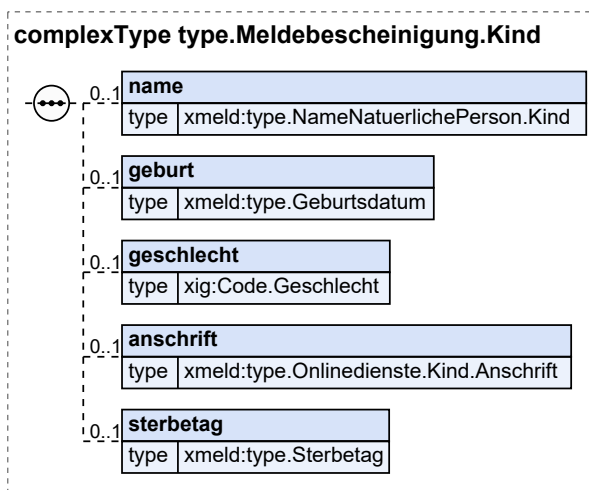 complexType type.Meldebescheinigung.Kind
0..1 name
type xmeld:type.NameNatuerlichePerson.Kind
0..1 geburt
type xmeld:type.Geburtsdatum
0..1 geschlecht
type xig:Code.Geschlecht
0..1 anschrift
type xmeld:type.Onlinedienste.Kind.Anschrift
0..1 sterbetag
type xmeld:type.Sterbetag